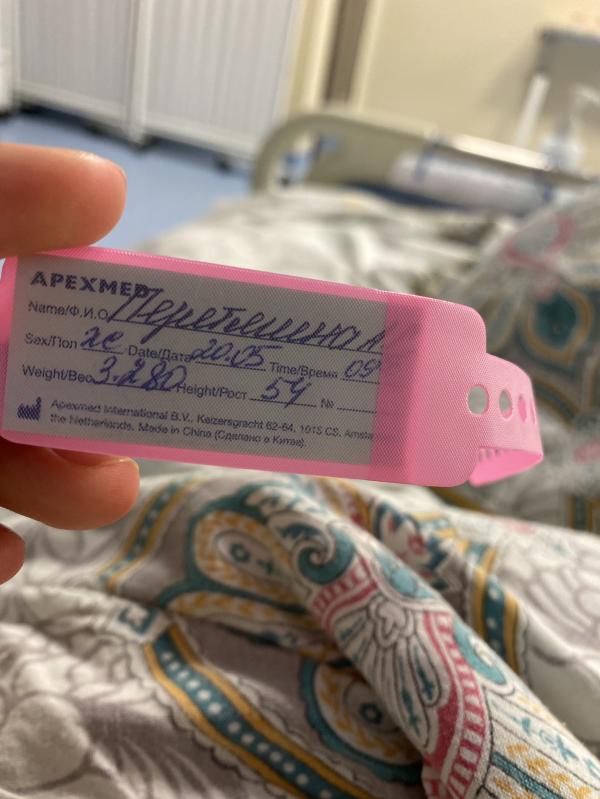 APEXMED
Name/Ф.И.О
Sex/Пол ж Date/Дата 20.05 Time/Время 09
Weight/Вес 3.280 Height/Рост 54 №
Apexmed International B.V., Keizersgracht 62-64, 1015 CS, Amste
the Netherlands. Made in China (Сделано в Китае).